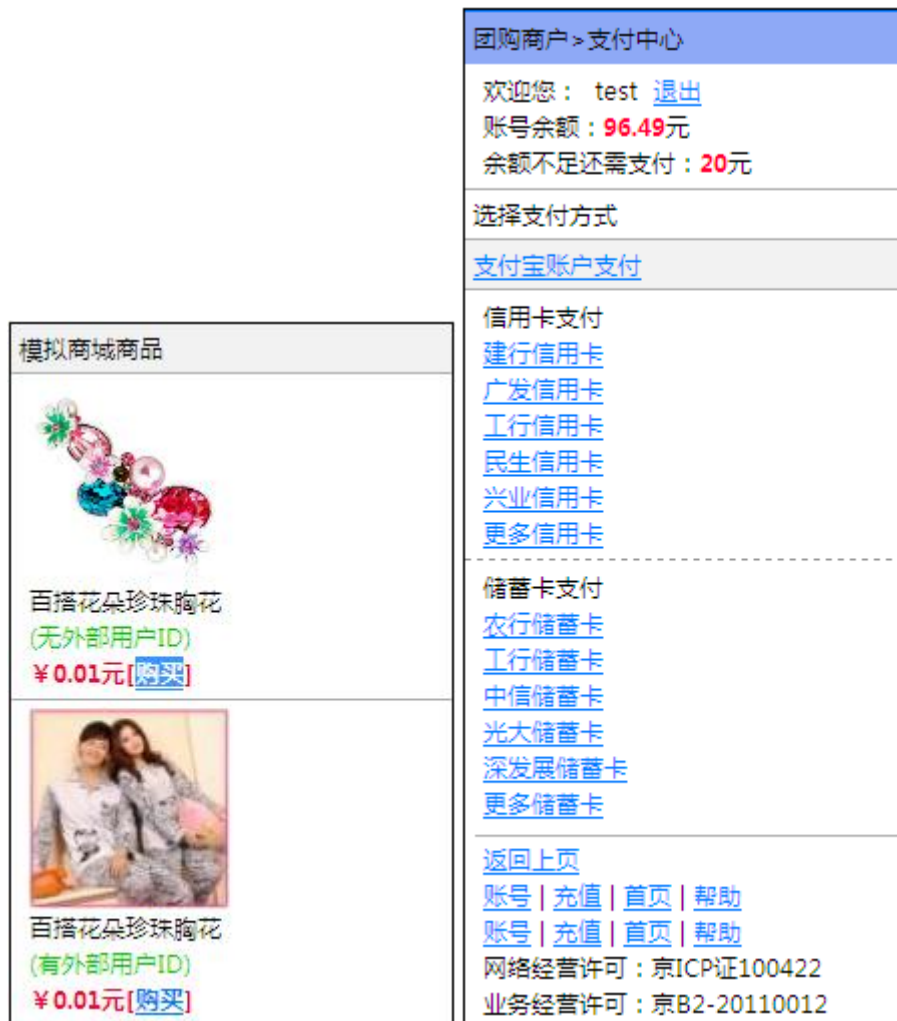 模拟商城商品
百搭花朵珍珠胸花
(无外部用户ID)
￥0.01元[购买]
百搭花朵珍珠胸花
(有外部用户ID)
￥0.01元[购买]
团购商户>支付中心
欢迎您： test 退出
账号余额：96.49元
余额不足还需支付：20元
选择支付方式
支付宝账户支付
信用卡支付
建行信用卡
广发信用卡
工行信用卡
民生信用卡
兴业信用卡
更多信用卡
储蓄卡支付
农行储蓄卡
工行储蓄卡
中信储蓄卡
光大储蓄卡
深发展储蓄卡
更多储蓄卡
返回上页
账号|充值|首页|帮助
账号|充值|首页|帮助
网络经营许可：京ICP证100422
业务经营许可：京B2-20110012